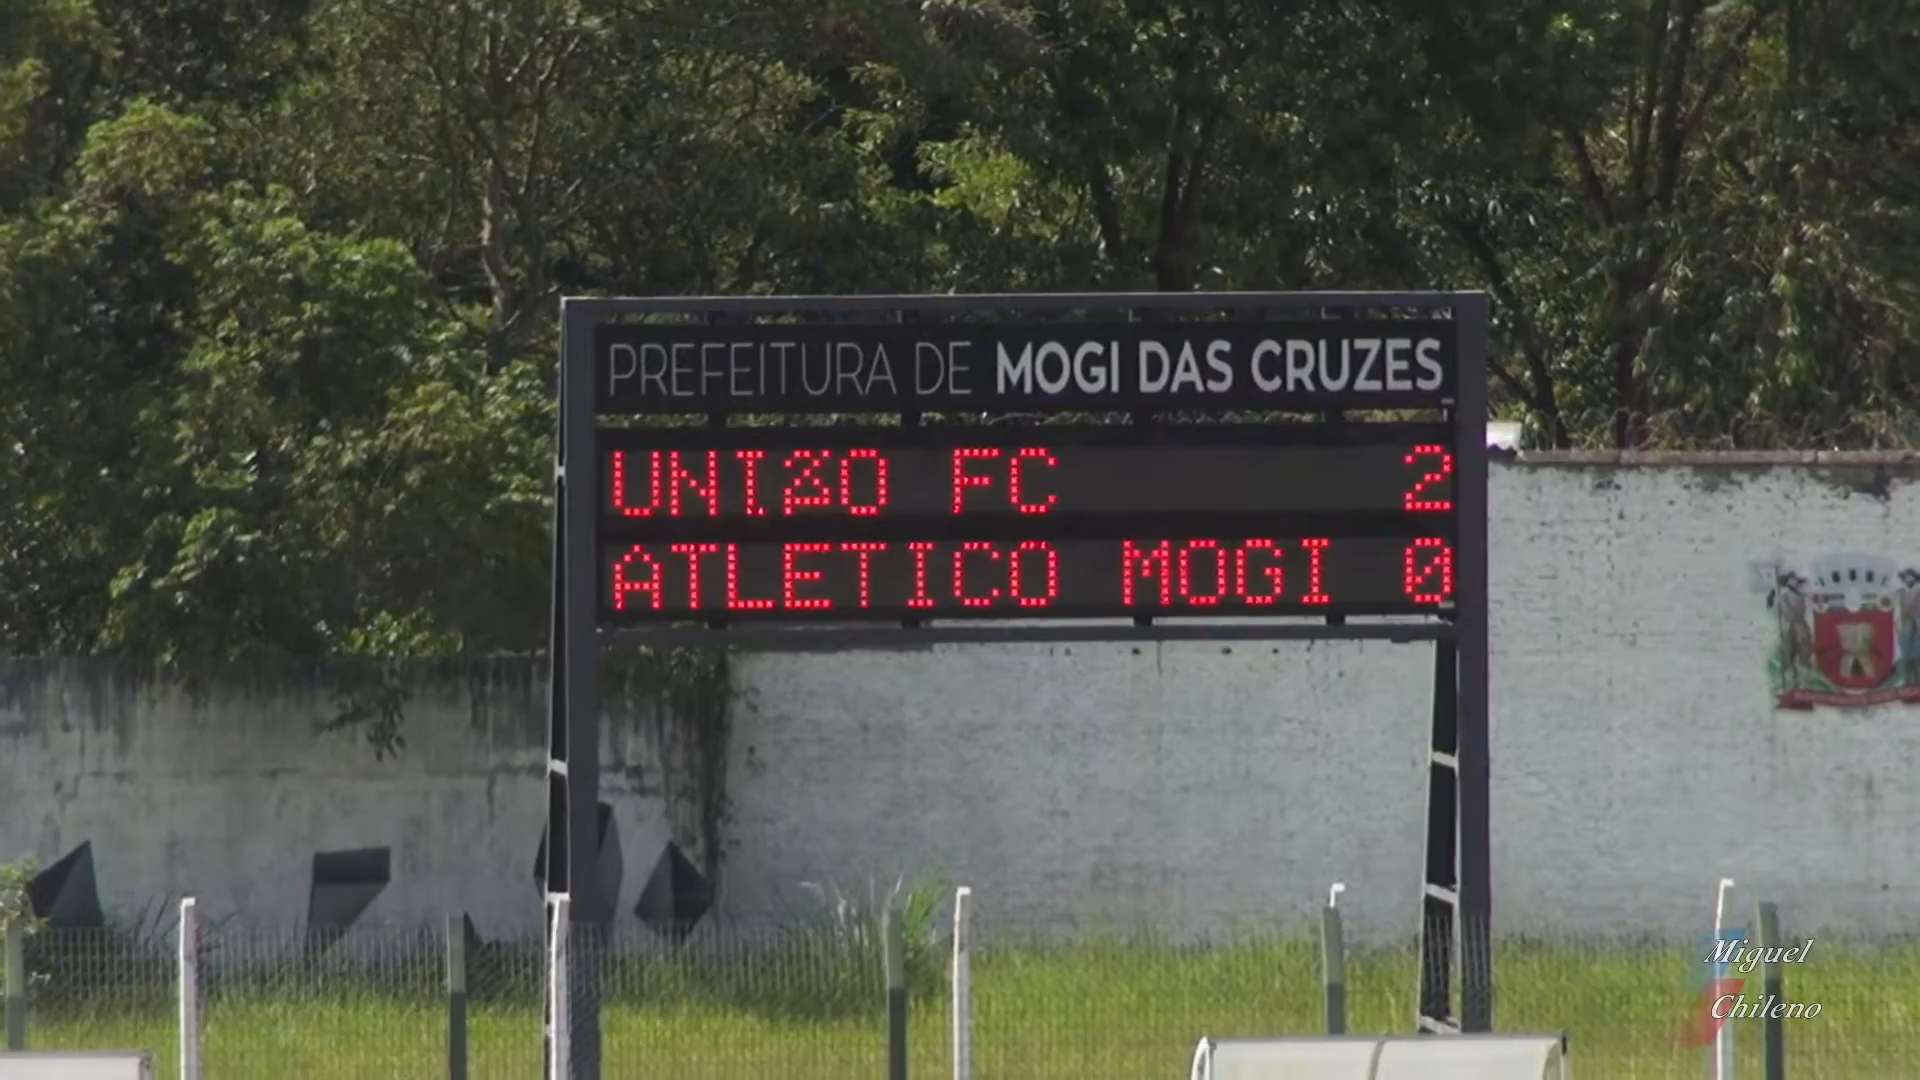 PREFEITURA DE MOGI DAS CRUZES
UNIÃO FC 2
ATLETICO MOGI 0
Miguel
Chileno